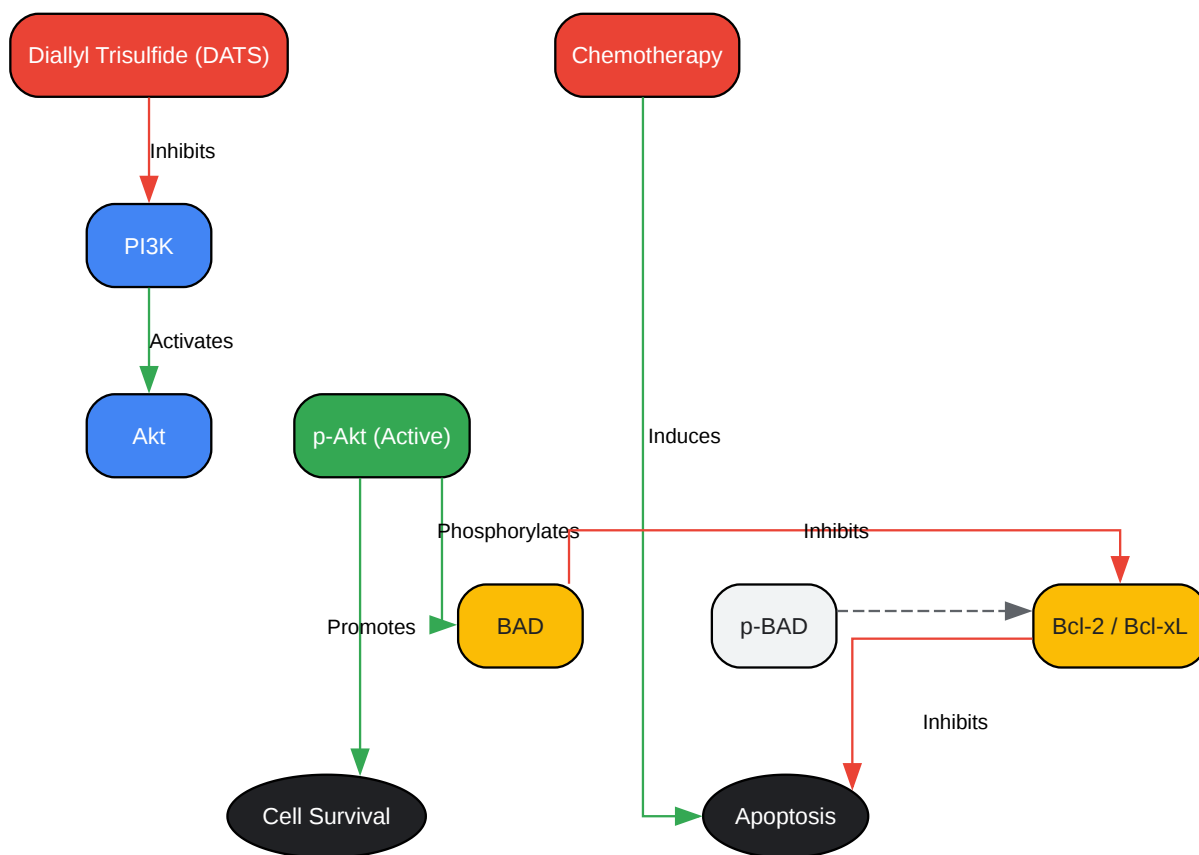 Diallyl Trisulfide (DATS)
Chemotherapy
Inhibits
PI3K
Activates
Akt
p-Akt (Active)
Induces
Phosphorylates
Inhibits
Promotes
BAD
p-BAD
Bcl-2 / Bcl-xL
Inhibits
Cell Survival
Apoptosis